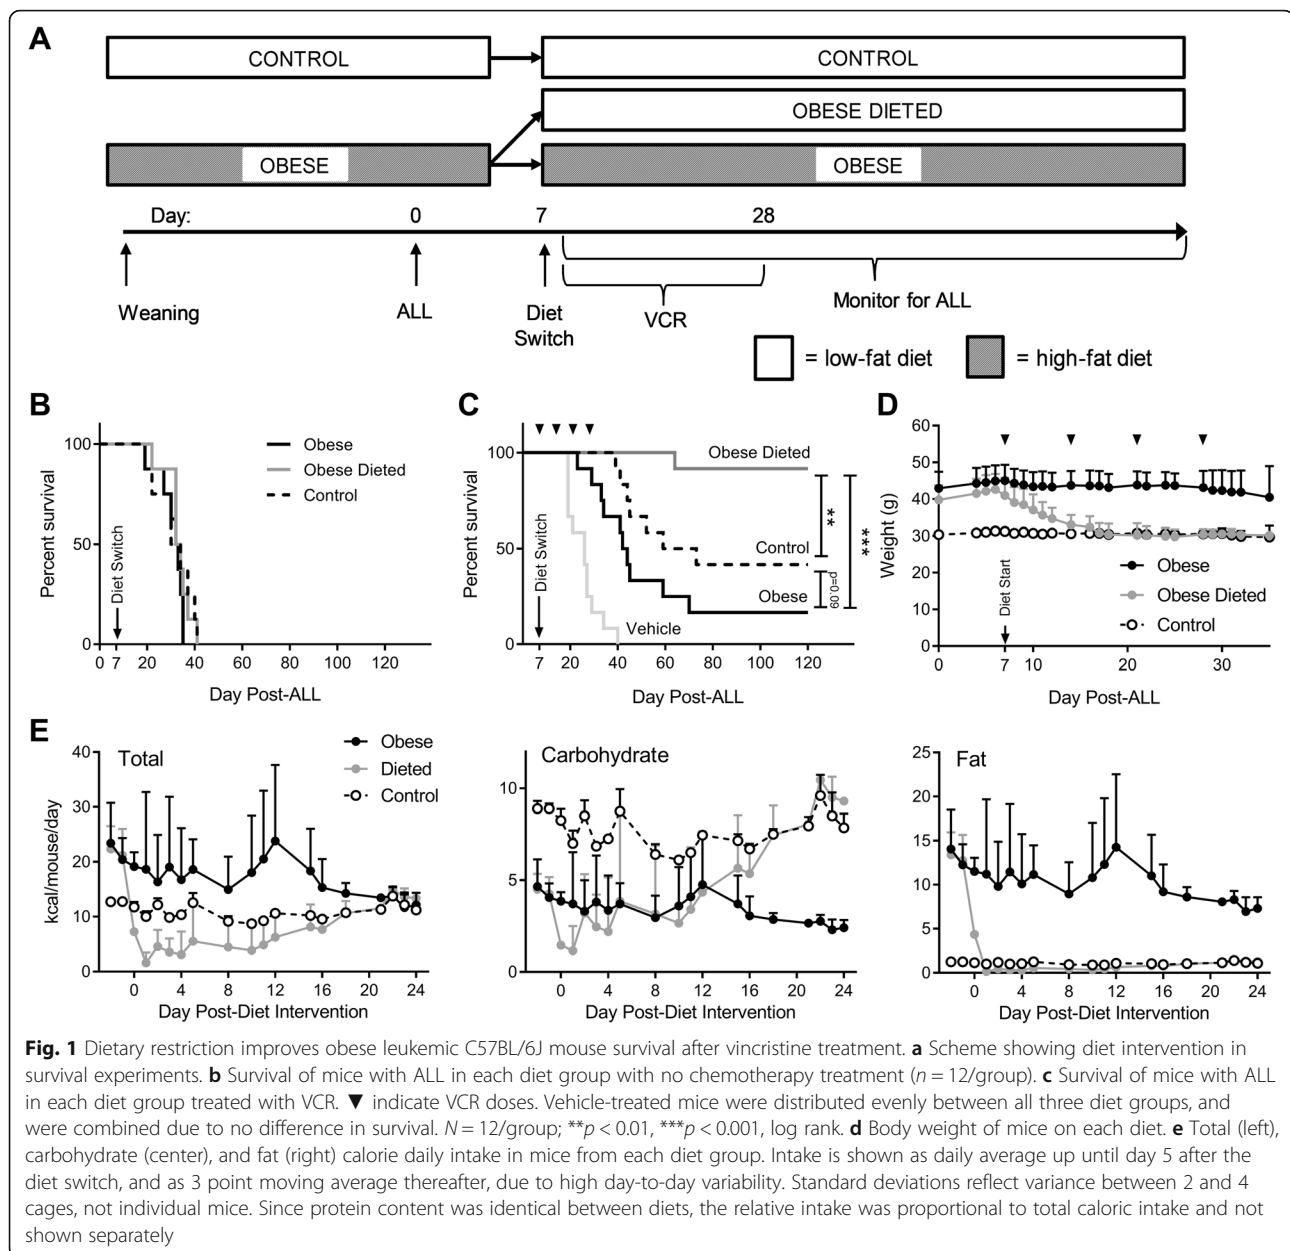 A
CONTROL
CONTROL
OBESE DIETED
OBESE
OBESE
Day:
0
7
28
Weaning
ALL
Diet
Switch
VCR
Monitor for ALL
= low-fat diet
= high-fat diet
B
Percent survival
100
50
0
Diet Switch
Obese
Obese Dieted
Control
0 7 20 40 60 80 100 120
Day Post-ALL
C
Percent survival
100
50
0
Diet Switch
Obese Dieted
Control
Obese
Vehicle
**
***
p=0.09
7 20 40 60 80 100 120
Day Post-ALL
D
Weight (g)
60
50
40
30
20
10
0
Diet Start
Obese
Obese Dieted
Control
0 7 10 20 30
Day Post-ALL
E
kcal/mouse/day
Total
40
30
20
10
0
Obese
Dieted
Control
0 4 8 12 16 20 24
Day Post-Diet Intervention
Carbohydrate
10
5
0
0 4 8 12 16 20 24
Day Post-Diet Intervention
Fat
25
20
15
10
5
0
0 4 8 12 16 20 24
Day Post-Diet Intervention
Fig. 1 Dietary restriction improves obese leukemic C57BL/6J mouse survival after vincristine treatment. a Scheme showing diet intervention in
survival experiments. b Survival of mice with ALL in each diet group with no chemotherapy treatment (n = 12/group). c Survival of mice with ALL
in each diet group treated with VCR. ▼ indicate VCR doses. Vehicle-treated mice were distributed evenly between all three diet groups, and
were combined due to no difference in survival. N = 12/group; **p < 0.01, ***p < 0.001, log rank. d Body weight of mice on each diet. e Total (left),
carbohydrate (center), and fat (right) calorie daily intake in mice from each diet group. Intake is shown as daily average up until day 5 after the
diet switch, and as 3 point moving average thereafter, due to high day-to-day variability. Standard deviations reflect variance between 2 and 4
cages, not individual mice. Since protein content was identical between diets, the relative intake was proportional to total caloric intake and not
shown separately